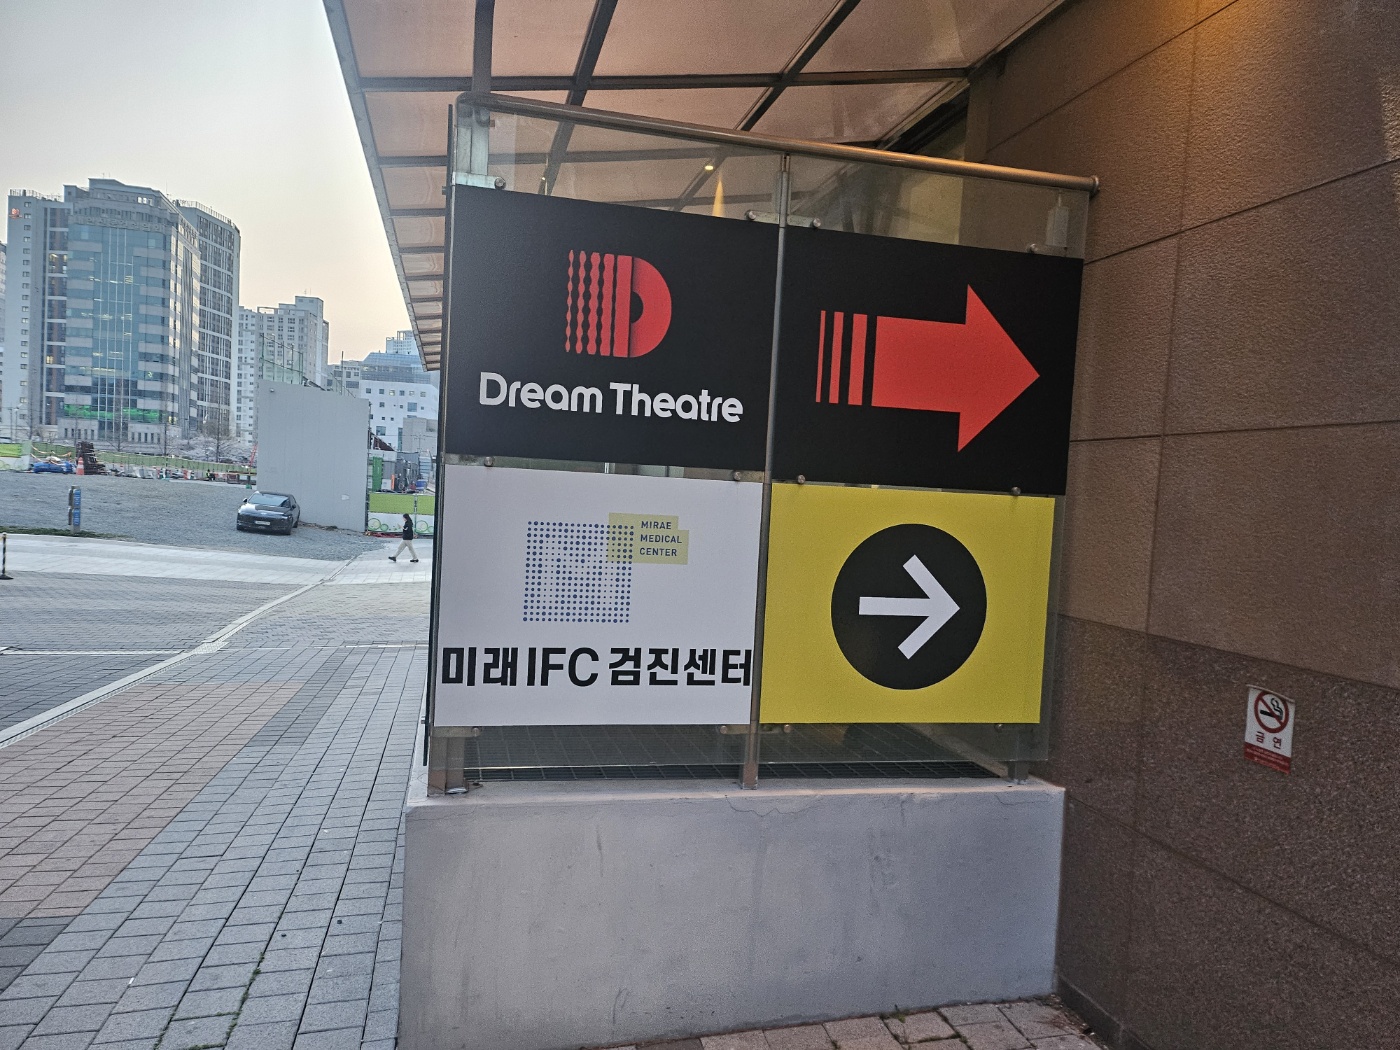 Dream Theatre
MIRAE
MEDICAL
CENTER
미래IFC검진센터
금연